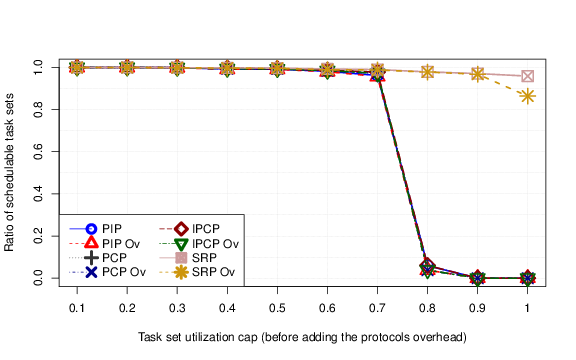 Ratio of schedulable task sets
1.0
0.8
0.6
0.4
0.2
0.0
PIP
PIP Ov
PCP
PCP Ov
IPCP
IPCP Ov
SRP
SRP Ov
0.1 0.2 0.3 0.4 0.5 0.6 0.7 0.8 0.9 1
Task set utilization cap (before adding the protocols overhead)